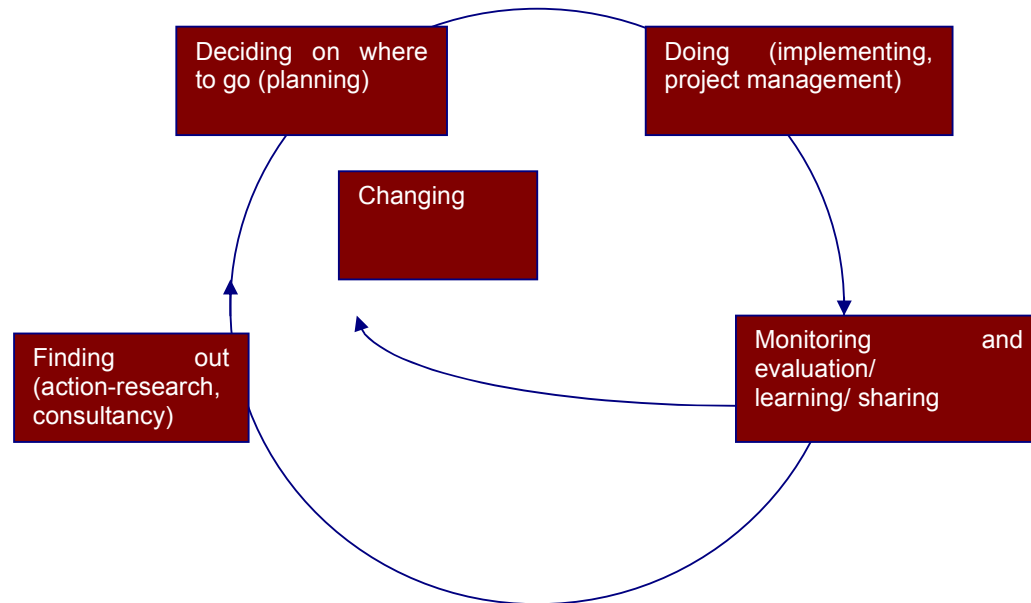 Deciding on where
to go (planning)
Doing (implementing,
project management)
Changing
Finding out
(action-research,
consultancy)
Monitoring and
evaluation/
learning/ sharing